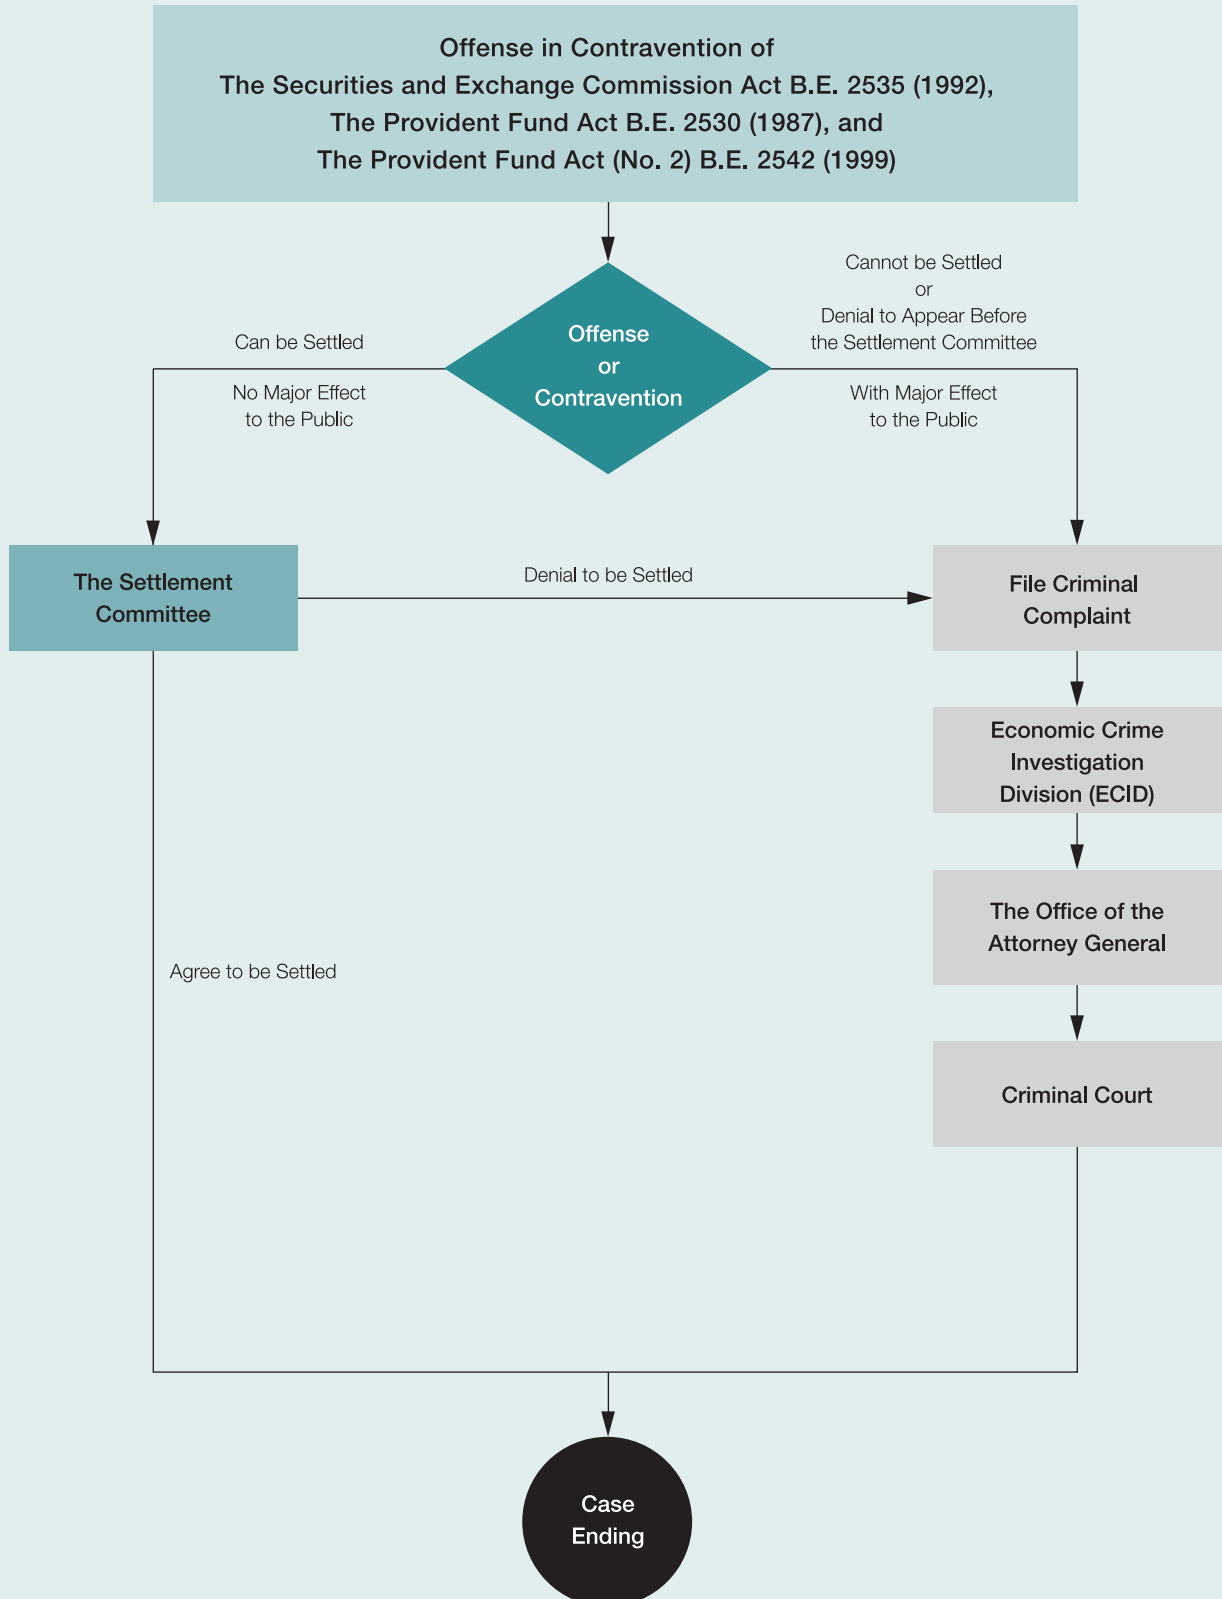 Offense in Contravention of
The Securities and Exchange Commission Act B.E. 2535 (1992),
The Provident Fund Act B.E. 2530 (1987), and
The Provident Fund Act (No. 2) B.E. 2542 (1999)
Can be Settled
No Major Effect
to the Public
Offense
or
Contravention
Cannot be Settled
or
Denial to Appear Before
the Settlement Committee
With Major Effect
to the Public
The Settlement
Committee
Denial to be Settled
File Criminal
Complaint
Economic Crime
Investigation
Division (ECID)
The Office of the
Attorney General
Agree to be Settled
Criminal Court
Case
Ending